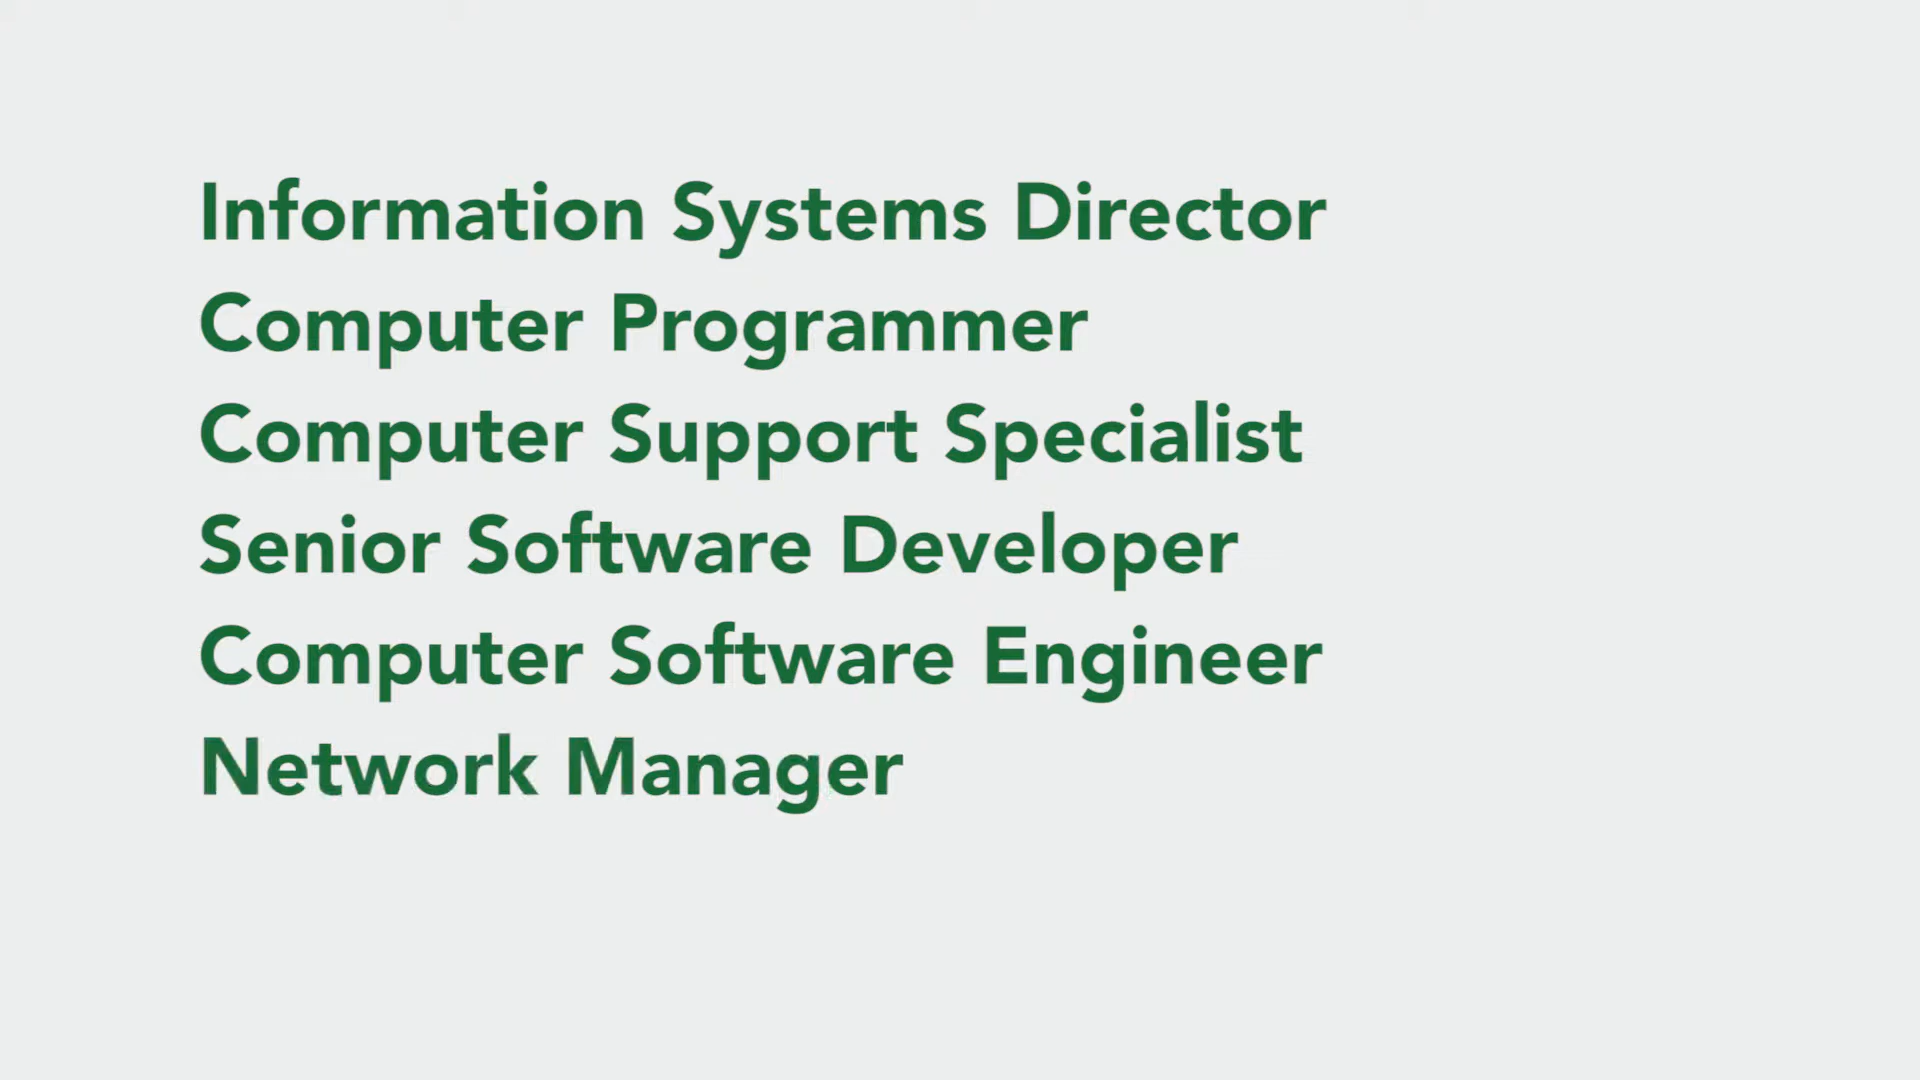 Information Systems Director
Computer Programmer
Computer Support Specialist
Senior Software Developer
Computer Software Engineer
Network Manager